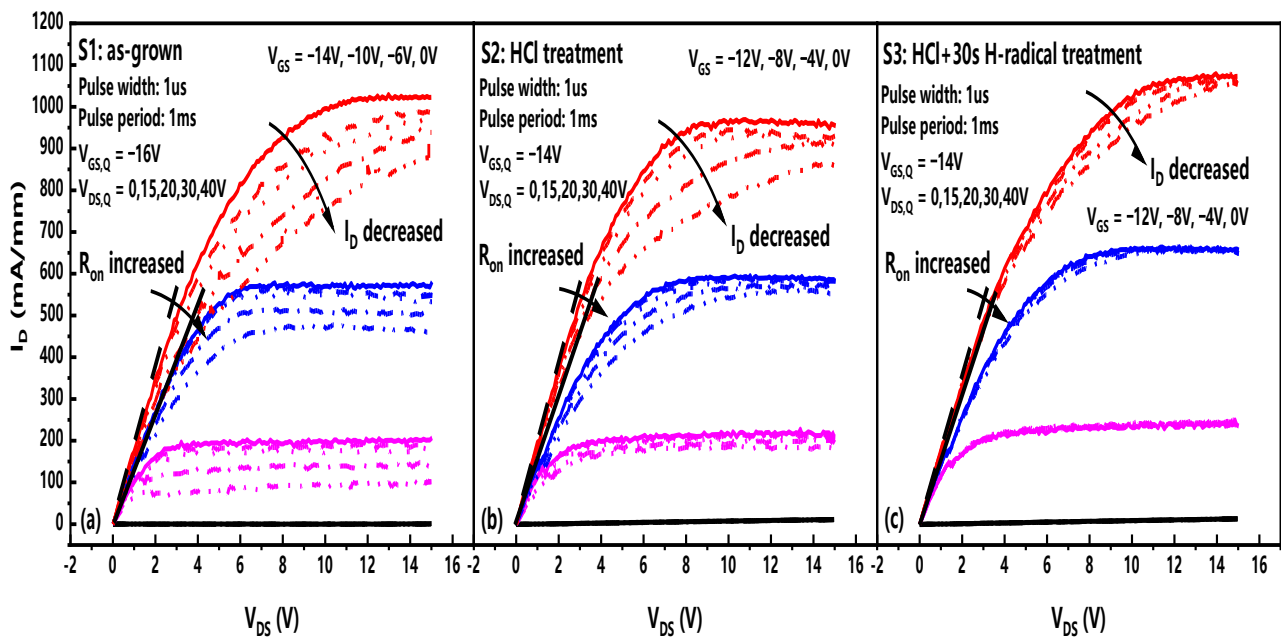 1200
1100
1000
900
800
700
600
500
400
300
200
100
0
I_D (mA/mm)
S1: as-grown
V_GS = −14V, −10V, −6V, 0V
Pulse width: 1us
Pulse period: 1ms
V_GS,Q = −16V
V_DS,Q = 0,15,20,30,40V
I_D decreased
R_on increased
(a)
-2 0 2 4 6 8 10 12 14 16
V_DS (V)
S2: HCl treatment
V_GS = −12V, −8V, −4V, 0V
Pulse width: 1us
Pulse period: 1ms
V_GS,Q = −14V
V_DS,Q = 0,15,20,30,40V
I_D decreased
R_on increased
(b)
-2 0 2 4 6 8 10 12 14 16
V_DS (V)
S3: HCl+30s H-radical treatment
Pulse width: 1us
Pulse period: 1ms
V_GS,Q = −14V
V_DS,Q = 0,15,20,30,40V
I_D decreased
V_GS = −12V, −8V, −4V, 0V
R_on increased
(c)
-2 0 2 4 6 8 10 12 14 16
V_DS (V)